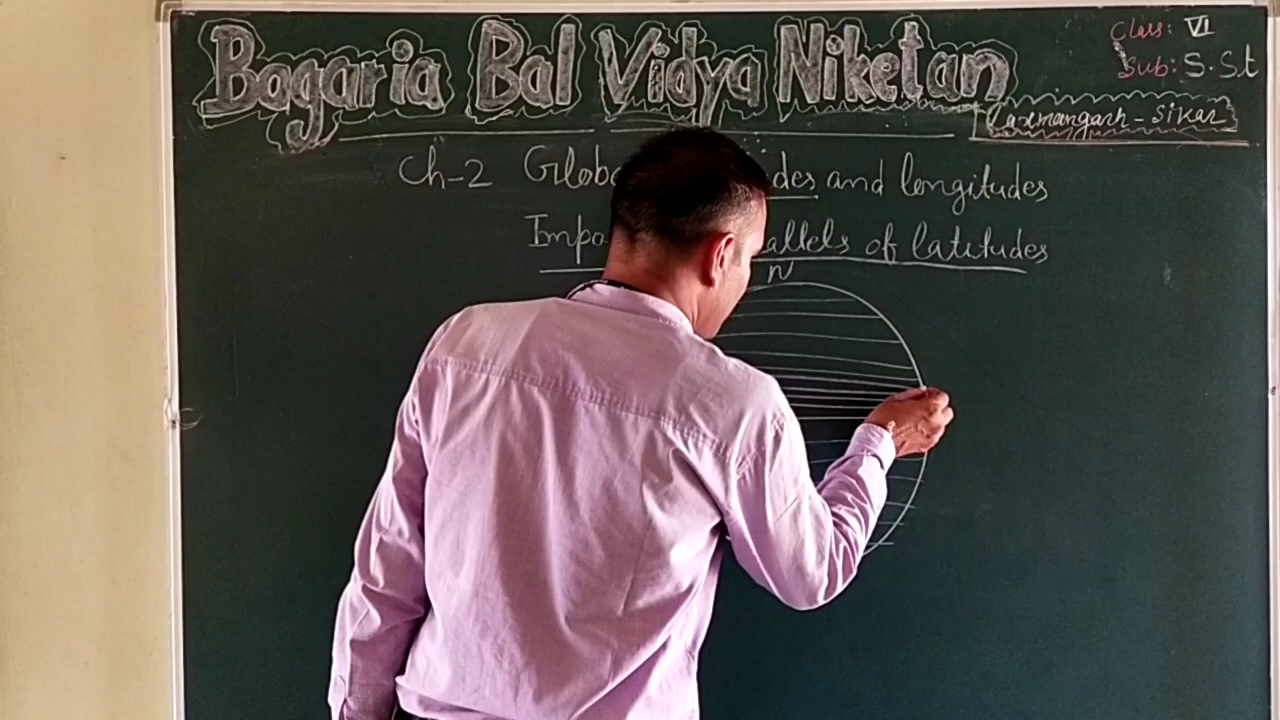 Bagaria Bal Vidya Niketan
Class: VI
Sub: S.St
Laxmangarh - Sikar
Ch-2 Globe des and longitudes
Impo allels of latitudes
N